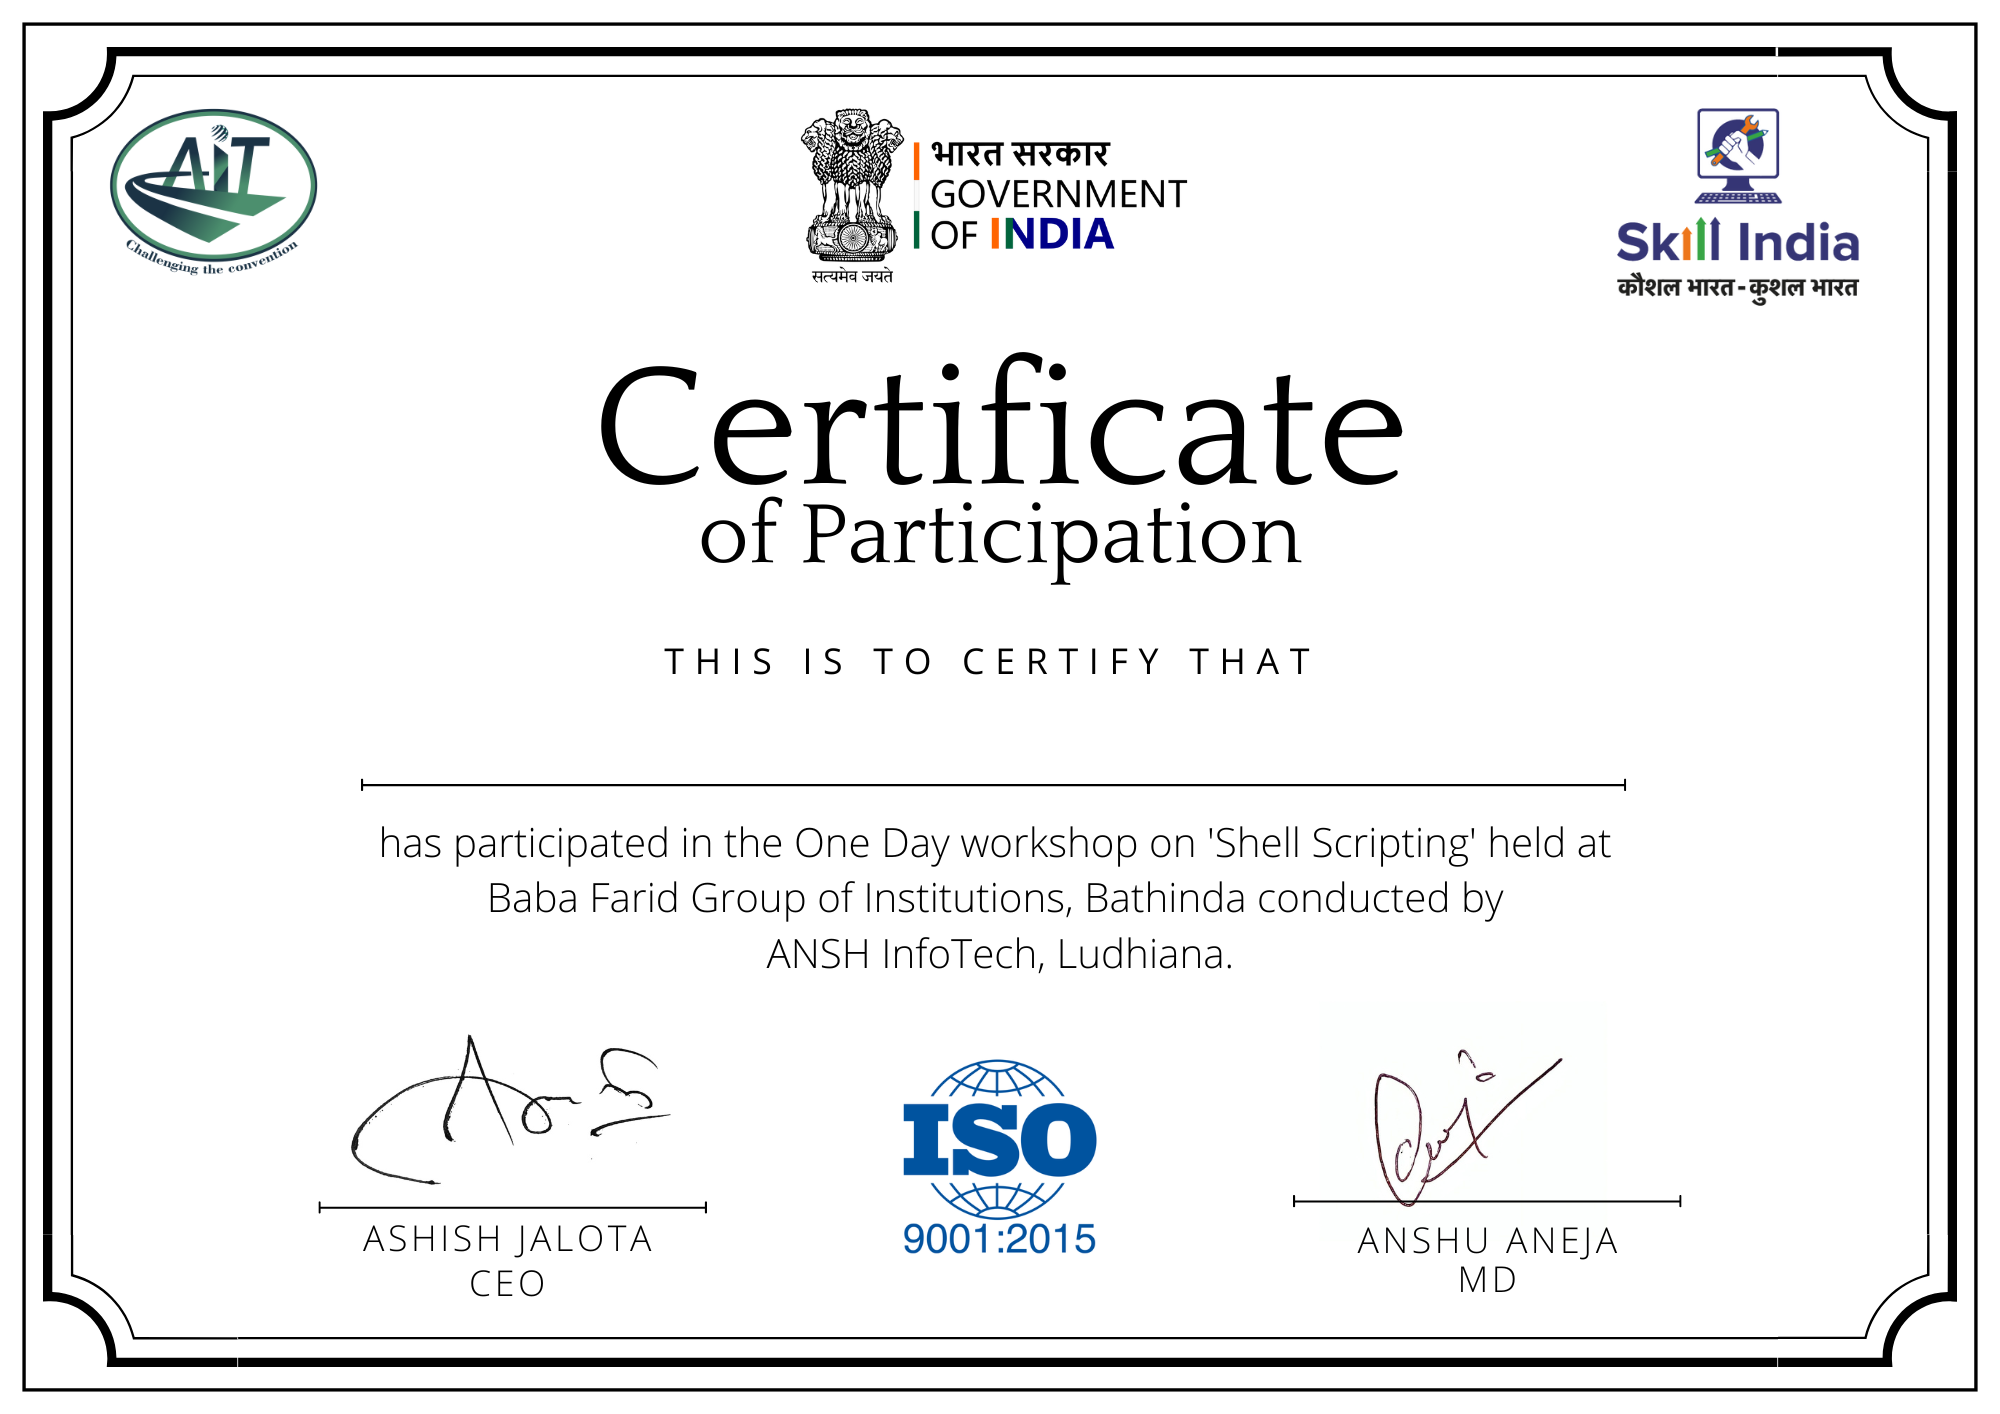 AiT
Challenging the convention
भारत सरकार
GOVERNMENT
OF INDIA
सत्यमेव जयते
Skill India
कौशल भारत - कुशल भारत
Certificate
of Participation
THIS IS TO CERTIFY THAT
has participated in the One Day workshop on 'Shell Scripting' held at
Baba Farid Group of Institutions, Bathinda conducted by
ANSH InfoTech, Ludhiana.
ISO
9001:2015
ASHISH JALOTA
CEO
ANSHU ANEJA
MD